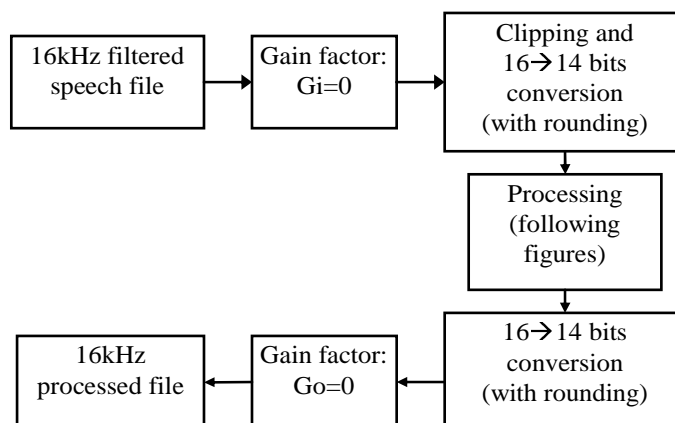 16kHz filtered
speech file
Gain factor:
Gi=0
Clipping and
16→14 bits
conversion
(with rounding)
Processing
(following
figures)
16→14 bits
conversion
(with rounding)
Gain factor:
Go=0
16kHz
processed file